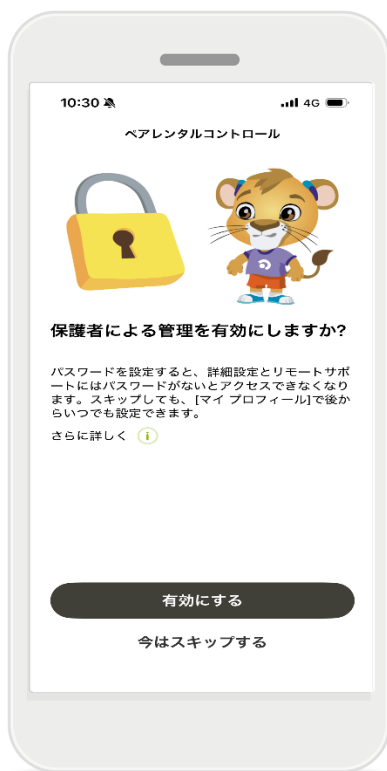 10:30
4G
ペアレンタルコントロール
保護者による管理を有効にしますか?
パスワードを設定すると、詳細設定とリモートサポ
ートにはパスワードがないとアクセスできなくなり
ます。スキップしても、[マイ プロフィール]で後か
らいつでも設定できます。
さらに詳しく i
有効にする
今はスキップする